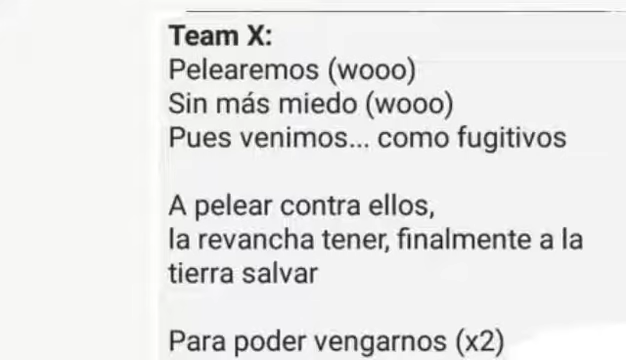 Team X:
Pelearemos (wooo)
Sin más miedo (wooo)
Pues venimos... como fugitivos
A pelear contra ellos,
la revancha tener, finalmente a la
tierra salvar
Para poder vengarnos (x2)